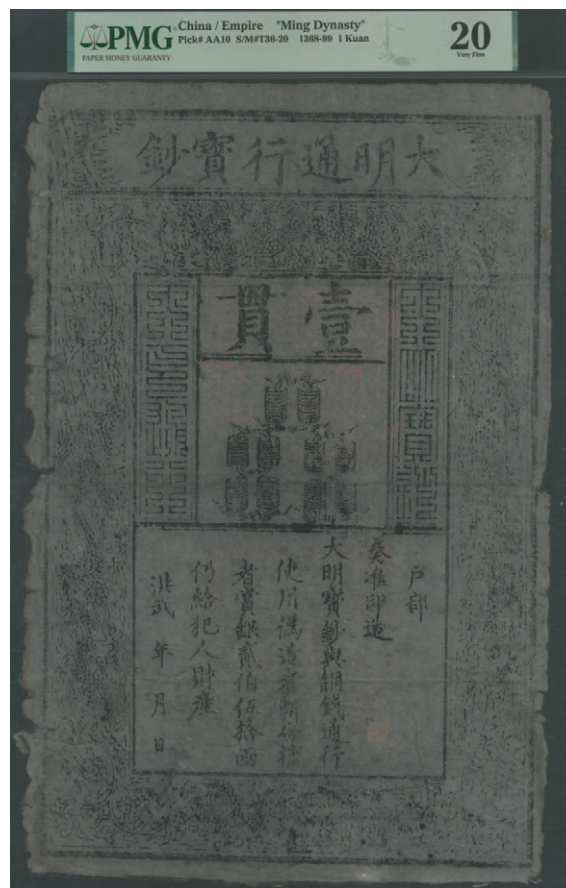 PMG
PAPER MONEY GUARANTY
China / Empire "Ming Dynasty"
Pick# AA10 S/M#T36-20 1368-99 1 Kuan
20
Very Fine
大明通行寶鈔
壹貫
戶部
奏准印造
大明寶鈔與銅錢通行
使用偽造者斬告捕
者賞銀貳伯伍拾兩
仍給犯人財產
洪武 年 月 日